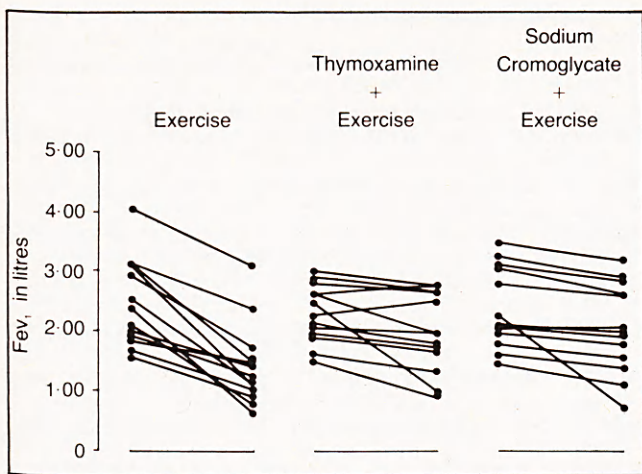 Sodium
Thymoxamine Cromoglycate
+ +
Exercise Exercise Exercise
5·00
4·00
3·00
2·00
1·00
0
Fev, in litres